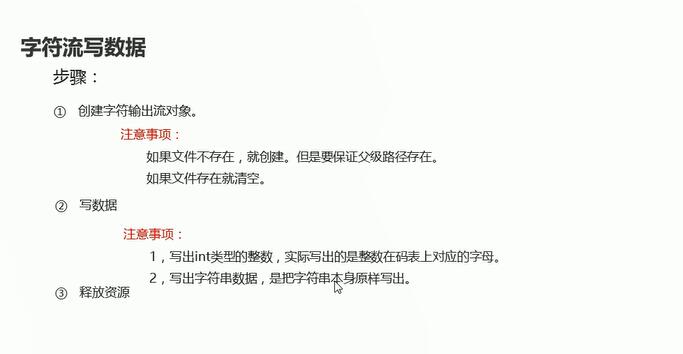 字符流写数据
步骤：
① 创建字符输出流对象。
注意事项：
如果文件不存在，就创建。但是要保证父级路径存在。
如果文件存在就清空。
② 写数据
注意事项：
1，写出int类型的整数，实际写出的是整数在码表上对应的字母。
2，写出字符串数据，是把字符串本身原样写出。
③ 释放资源